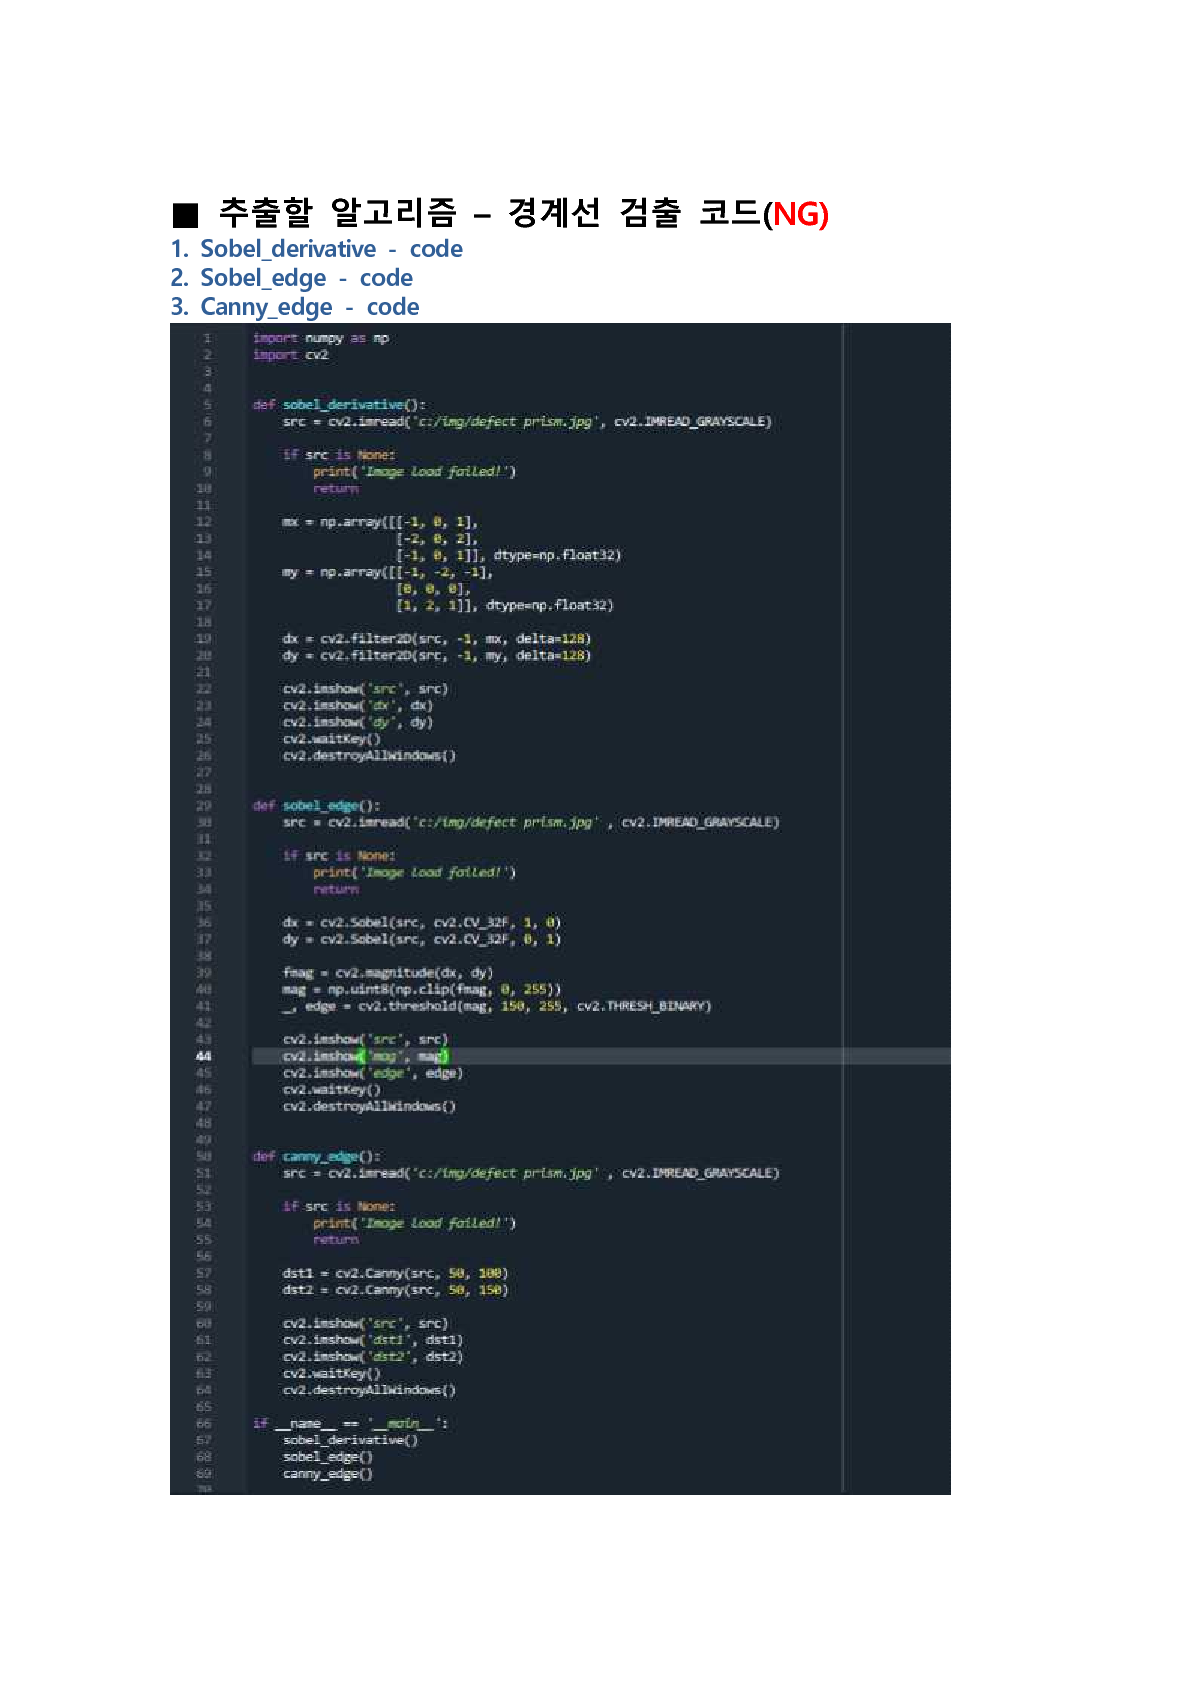 ■ 추출할 알고리즘 – 경계선 검출 코드(NG)
1. Sobel_derivative - code
2. Sobel_edge - code
3. Canny_edge - code
1 import numpy as np
2 import cv2
3
4
5 def sobel_derivative():
6     src = cv2.imread('c:/img/defect prism.jpg', cv2.IMREAD_GRAYSCALE)
7
8     if src is None:
9         print('Image load failed!')
10         return
11
12     mx = np.array([[-1, 0, 1],
13                    [-2, 0, 2],
14                    [-1, 0, 1]], dtype=np.float32)
15     my = np.array([[-1, -2, -1],
16                    [0, 0, 0],
17                    [1, 2, 1]], dtype=np.float32)
18
19     dx = cv2.filter2D(src, -1, mx, delta=128)
20     dy = cv2.filter2D(src, -1, my, delta=128)
21
22     cv2.imshow('src', src)
23     cv2.imshow('dx', dx)
24     cv2.imshow('dy', dy)
25     cv2.waitKey()
26     cv2.destroyAllWindows()
27
28
29 def sobel_edge():
30     src = cv2.imread('c:/img/defect prism.jpg' , cv2.IMREAD_GRAYSCALE)
31
32     if src is None:
33         print('Image load failed!')
34         return
35
36     dx = cv2.Sobel(src, cv2.CV_32F, 1, 0)
37     dy = cv2.Sobel(src, cv2.CV_32F, 0, 1)
38
39     fmag = cv2.magnitude(dx, dy)
40     mag = np.uint8(np.clip(fmag, 0, 255))
41     _, edge = cv2.threshold(mag, 150, 255, cv2.THRESH_BINARY)
42
43     cv2.imshow('src', src)
44     cv2.imshow('mag', mag)
45     cv2.imshow('edge', edge)
46     cv2.waitKey()
47     cv2.destroyAllWindows()
48
49
50 def canny_edge():
51     src = cv2.imread('c:/img/defect prism.jpg' , cv2.IMREAD_GRAYSCALE)
52
53     if src is None:
54         print('Image load failed!')
55         return
56
57     dst1 = cv2.Canny(src, 50, 100)
58     dst2 = cv2.Canny(src, 50, 150)
59
60     cv2.imshow('src', src)
61     cv2.imshow('dst1', dst1)
62     cv2.imshow('dst2', dst2)
63     cv2.waitKey()
64     cv2.destroyAllWindows()
65
66 if __name__ == '__main__':
67     sobel_derivative()
68     sobel_edge()
69     canny_edge()
70